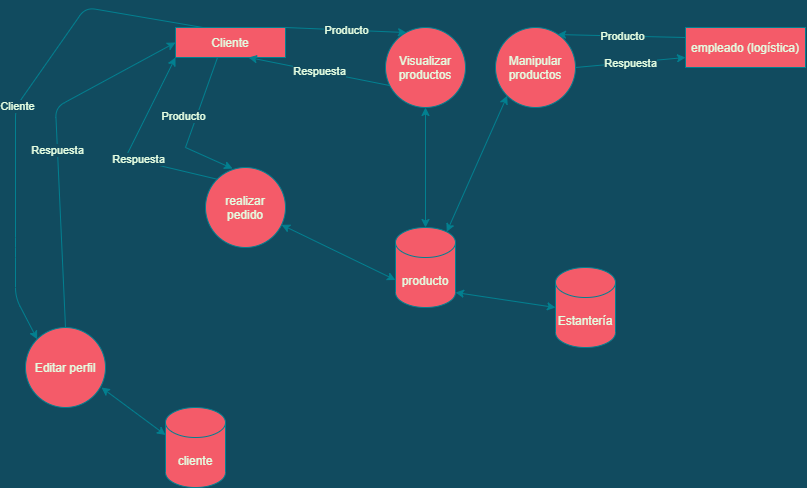 Producto
Cliente
Producto
empleado (logística)
Visualizar
productos
Manipular
productos
Respuesta
Respuesta
Cliente
Producto
Respuesta
Respuesta
realizar
pedido
producto
Estantería
Editar perfil
cliente